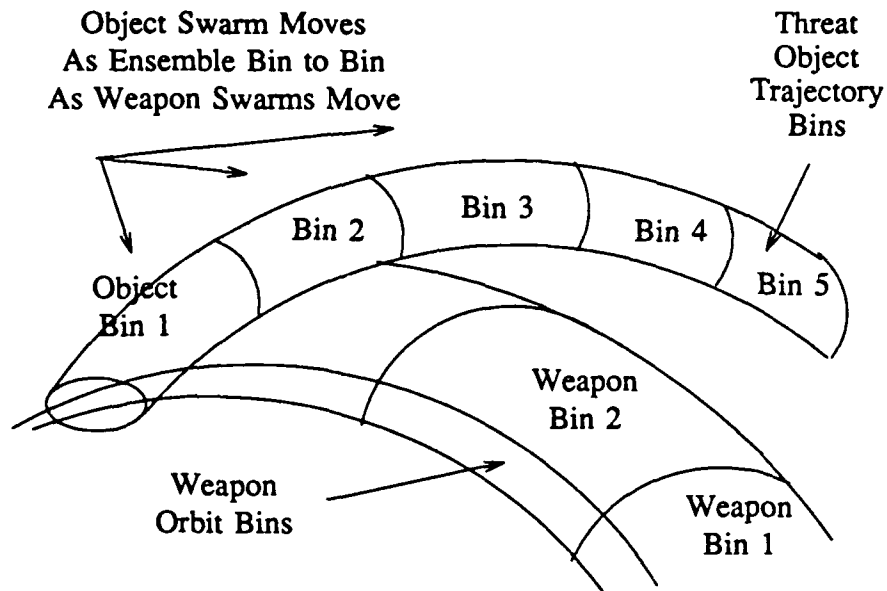 Object Swarm Moves
As Ensemble Bin to Bin
As Weapon Swarms Move
Threat
Object
Trajectory
Bins
Bin 3
Bin 2
Bin 4
Bin 5
Object
Bin 1
Weapon
Bin 2
Weapon
Orbit Bins
Weapon
Bin 1